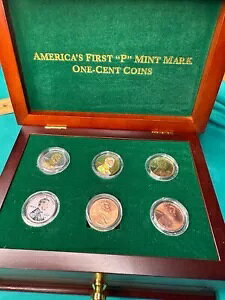 AMERICA'S FIRST "P" MINT MARK
ONE-CENT COINS